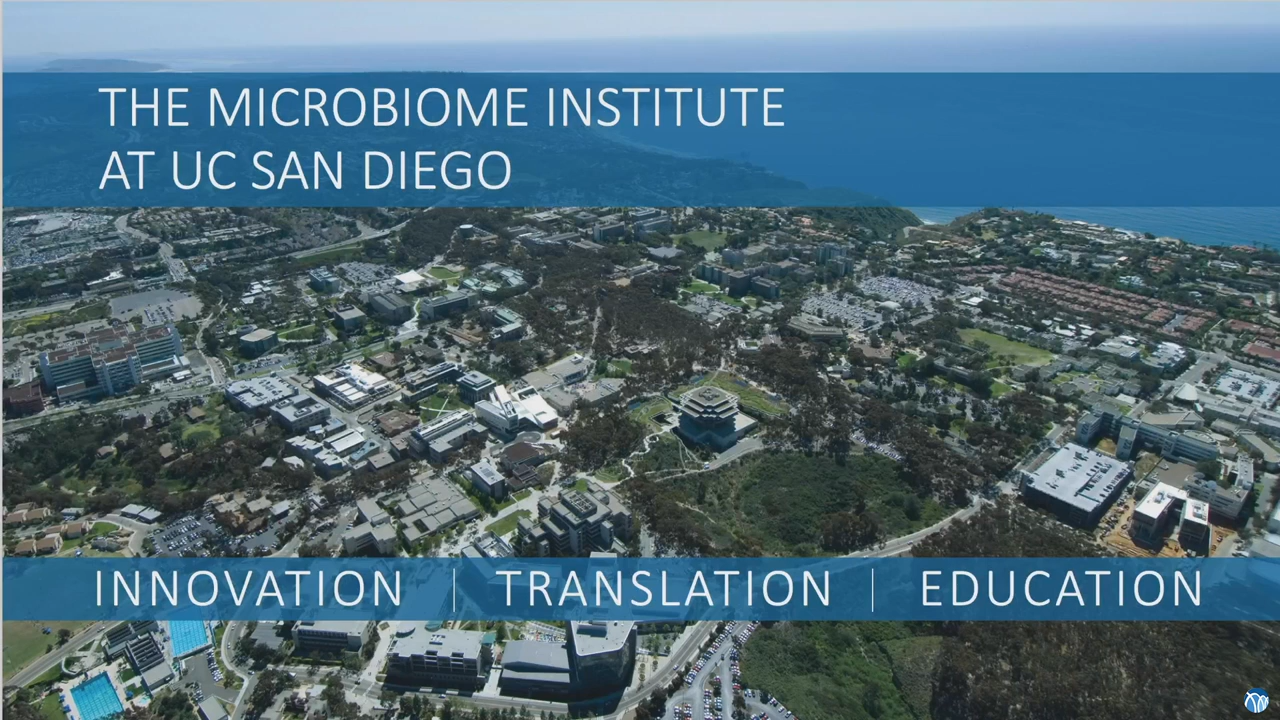 THE MICROBIOME INSTITUTE
AT UC SAN DIEGO
INNOVATION | TRANSLATION | EDUCATION